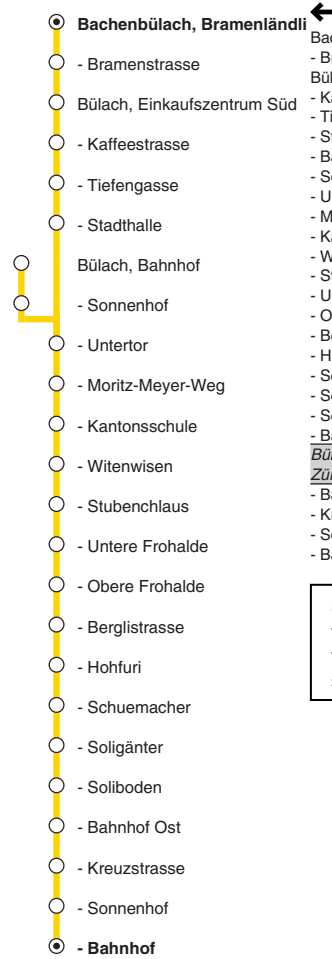 Bachenbülach, Bramenländli
- Bramenstrasse
Bülach, Einkaufszentrum Süd
- Kaffeestrasse
- Tiefengasse
- Stadthalle
Bülach, Bahnhof
- Sonnenhof
- Untertor
- Moritz-Meyer-Weg
- Kantonsschule
- Witenwisen
- Stubenchlaus
- Untere Frohalde
- Obere Frohalde
- Berglistrasse
- Hohfuri
- Schuemacher
- Soligänter
- Soliboden
- Bahnhof Ost
- Kreuzstrasse
- Sonnenhof
- Bahnhof